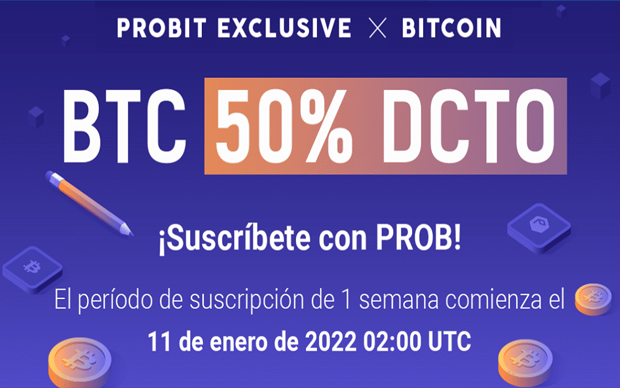 PROBIT EXCLUSIVE X BITCOIN
BTC 50% DCTO
¡Suscríbete con PROB!
El período de suscripción de 1 semana comienza el
11 de enero de 2022 02:00 UTC